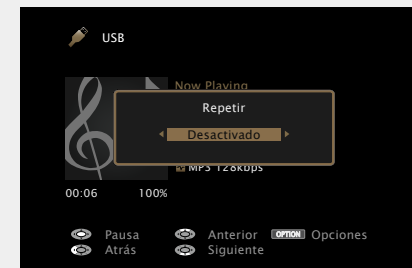 USB
Now Playing
Repetir
Desactivado
MP3 128kbps
00:06 100%
Pausa Anterior OPTION Opciones
Atrás Siguiente